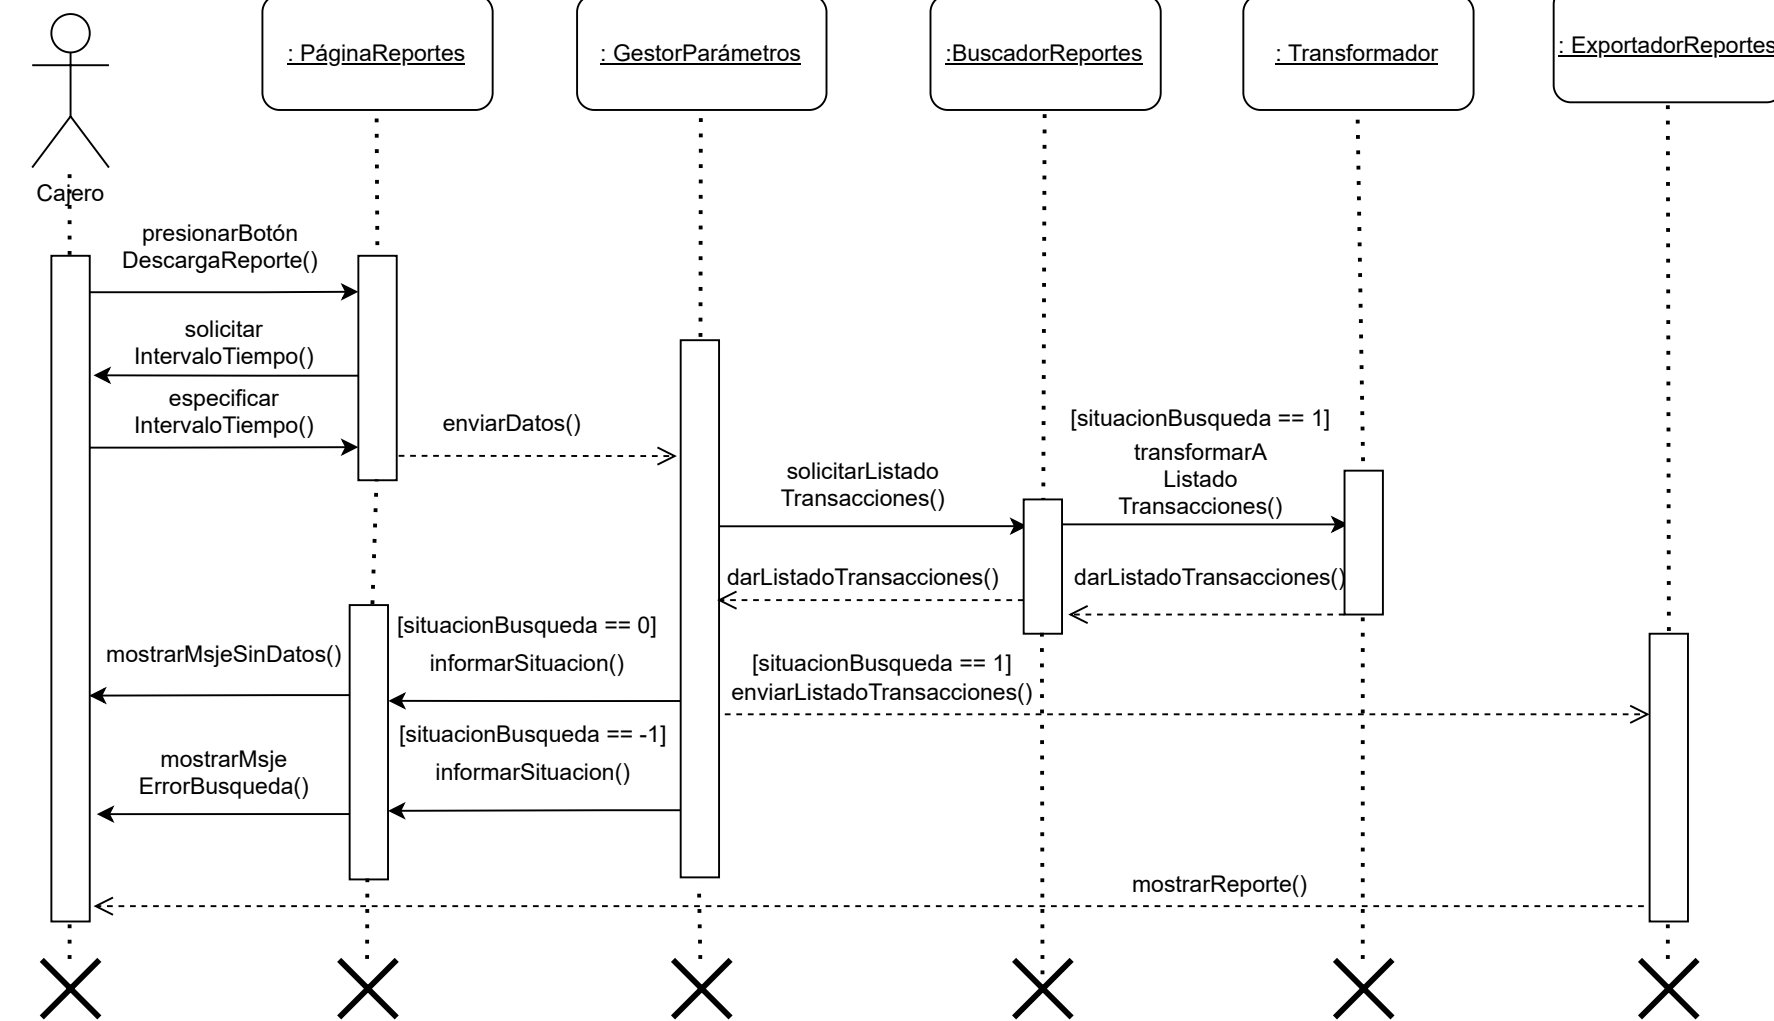 : PáginaReportes
: GestorParámetros
:BuscadorReportes
: Transformador
: ExportadorReportes
Cajero
presionarBotón
DescargaReporte()
solicitar
IntervaloTiempo()
especificar
IntervaloTiempo()
enviarDatos()
solicitarListado
Transacciones()
[situacionBusqueda == 1]
transformarA
Listado
Transacciones()
darListadoTransacciones()
darListadoTransacciones()
[situacionBusqueda == 0]
informarSituacion()
mostrarMsjeSinDatos()
[situacionBusqueda == 1]
enviarListadoTransacciones()
[situacionBusqueda == -1]
informarSituacion()
mostrarMsje
ErrorBusqueda()
mostrarReporte()